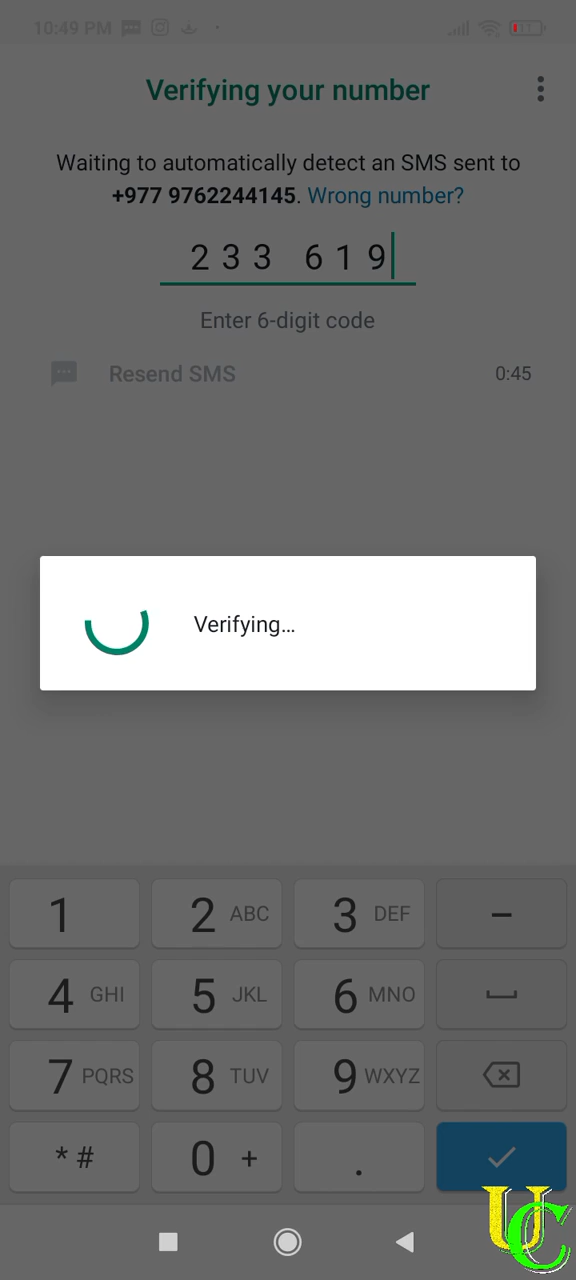 10:49 PM
11
Verifying your number
Waiting to automatically detect an SMS sent to
+977 9762244145. Wrong number?
233 619
Enter 6-digit code
Resend SMS 0:45
Verifying...
1 2 ABC 3 DEF –
4 GHI 5 JKL 6 MNO
7 PQRS 8 TUV 9 WXYZ
* # 0 + .
UC